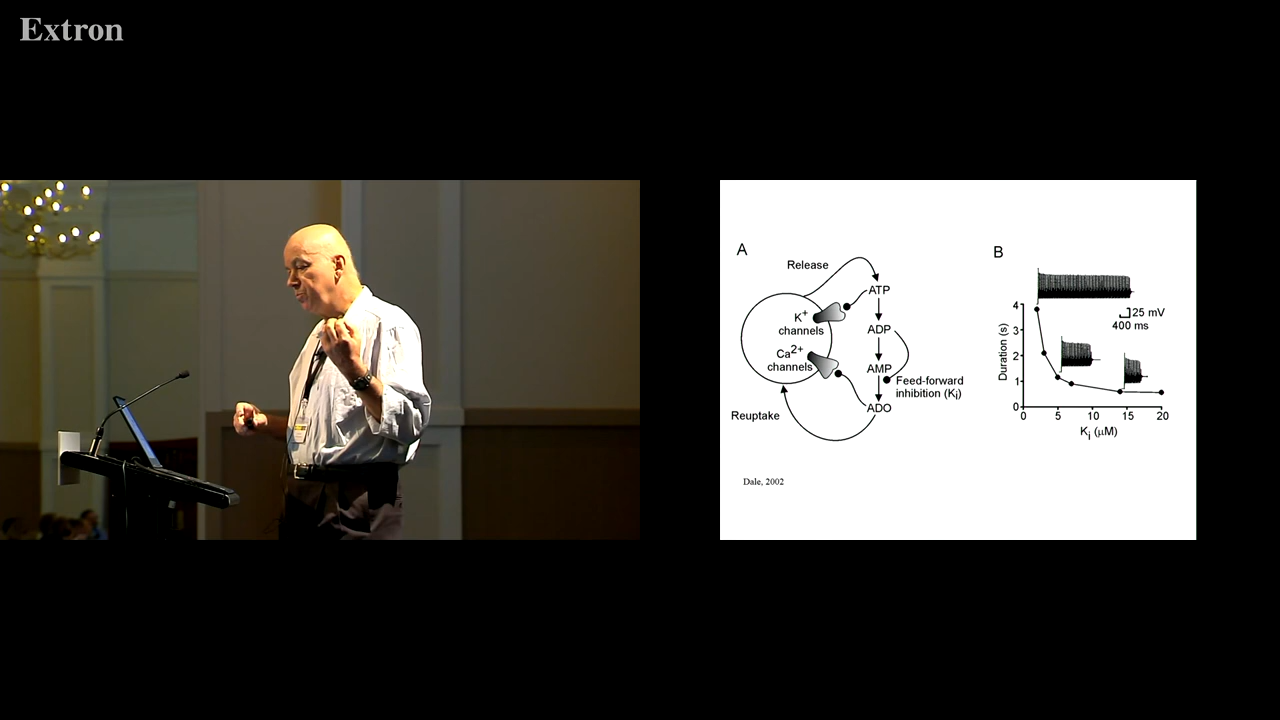 Extron
A
Release
ATP
K+
channels
ADP
Ca2+
channels
AMP
Feed-forward
inhibition (Ki)
ADO
Reuptake
Dale, 2002
B
4
3
2
1
0
Duration (s)
25 mV
400 ms
0 5 10 15 20
Ki (μM)